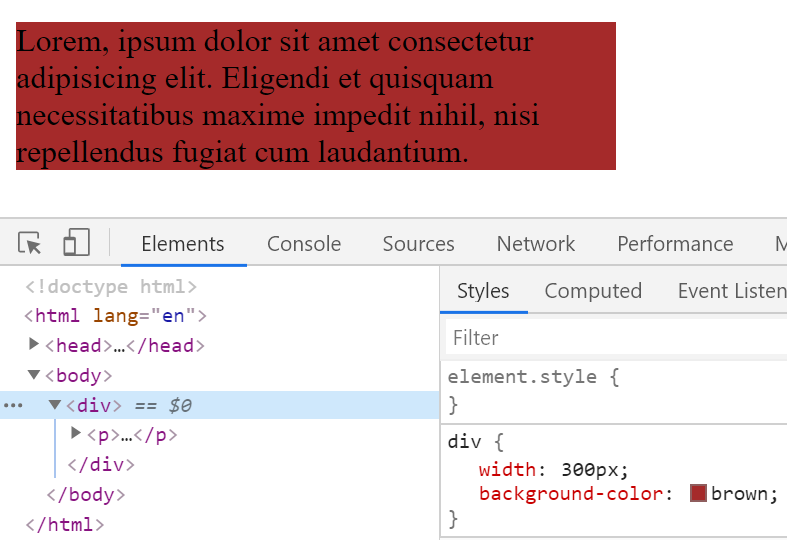 Lorem, ipsum dolor sit amet consectetur
adipisicing elit. Eligendi et quisquam
necessitatibus maxime impedit nihil, nisi
repellendus fugiat cum laudantium.
Elements Console Sources Network Performance M
<!doctype html>
<html lang="en">
<head>…</head>
<body>
<div> == $0
<p>…</p>
</div>
</body>
</html>
Styles Computed Event Listen
Filter
element.style {
}
div {
width: 300px;
background-color: brown;
}